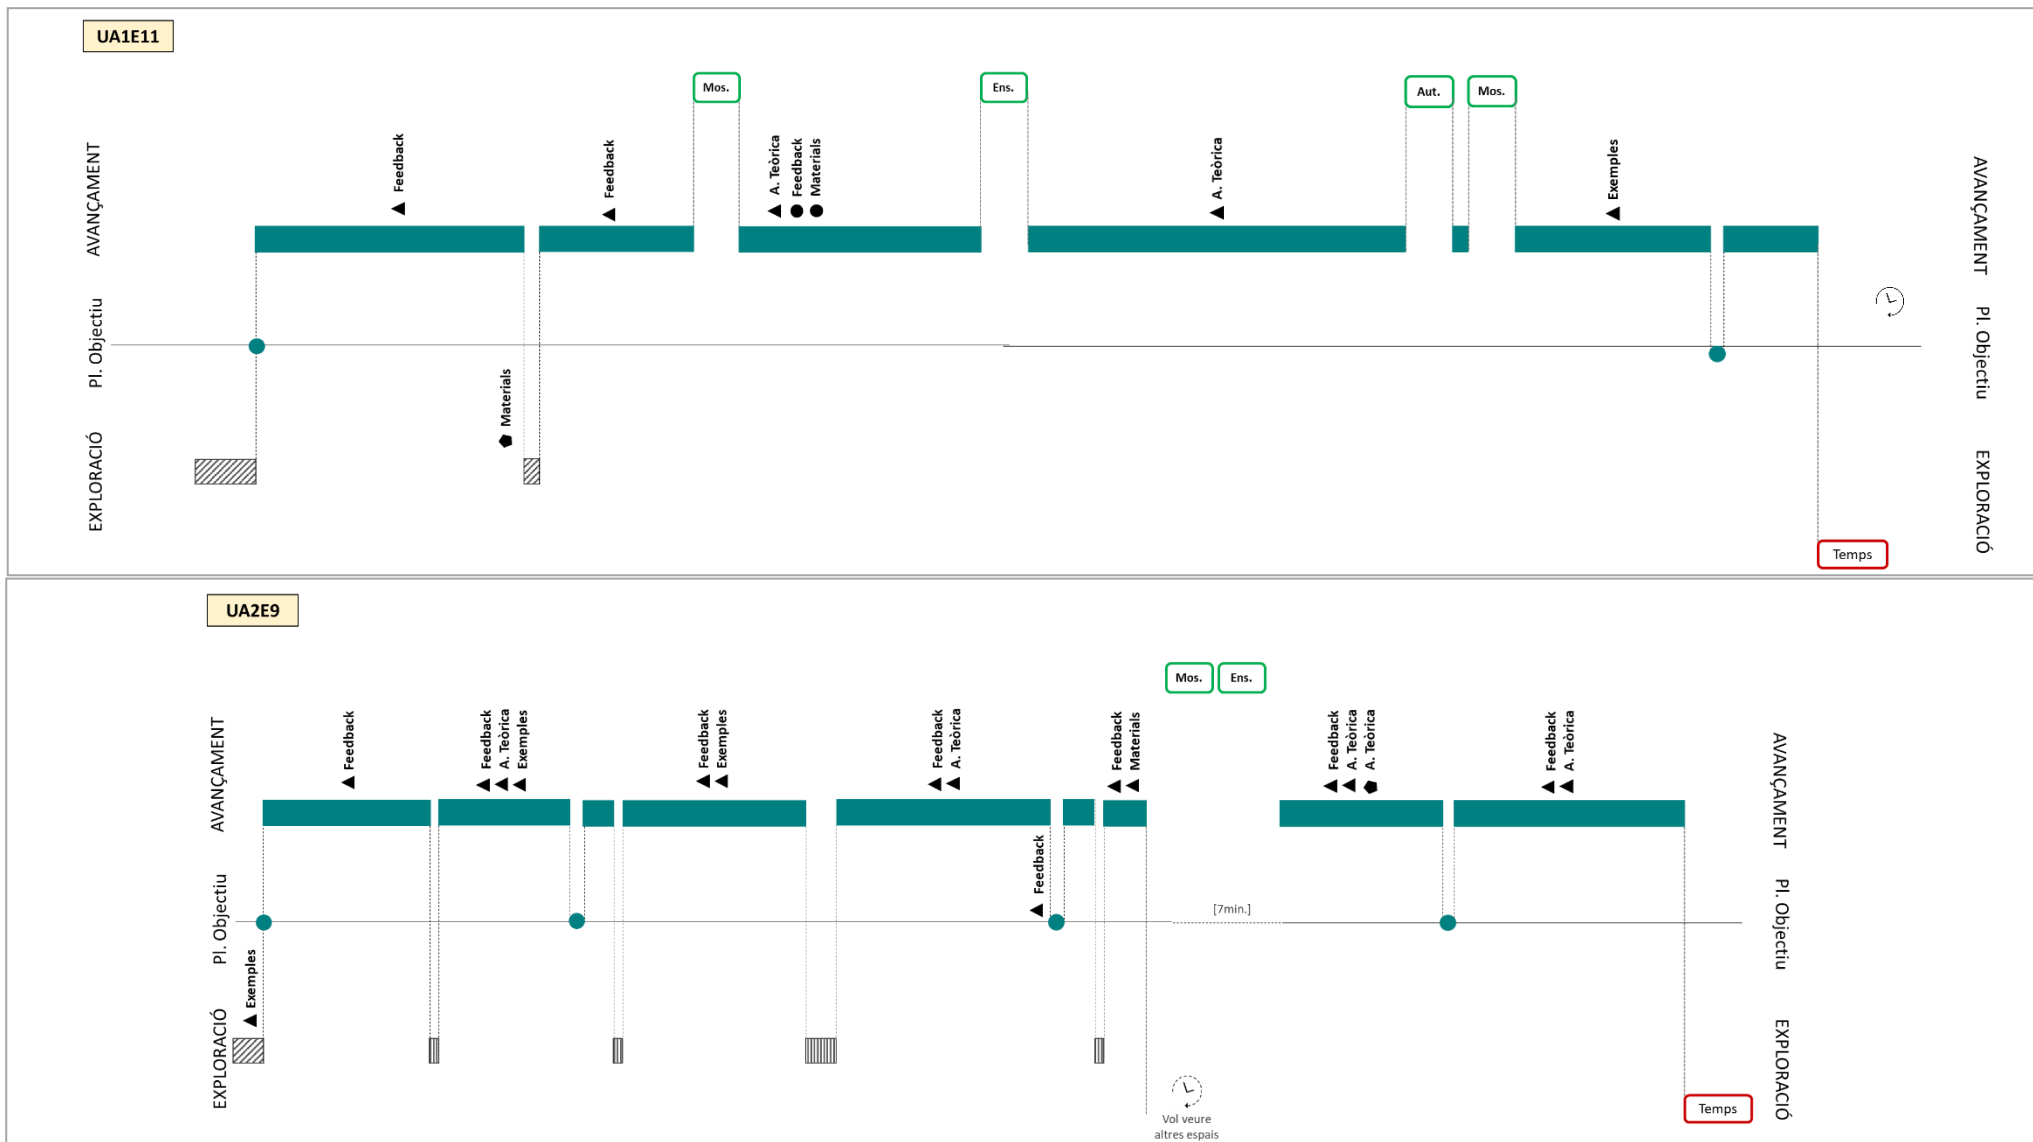 UA1E11
Mos.
Ens.
Aut.
Mos.
Feedback
Feedback
A. Teòrica
Feedback
Materials
A. Teòrica
Exemples
AVANÇAMENT
Pl. Objectiu
EXPLORACIÓ
Materials
AVANÇAMENT
Pl. Objectiu
EXPLORACIÓ
Temps
UA2E9
Mos.
Ens.
Feedback
Feedback
A. Teòrica
Exemples
Feedback
Exemples
Feedback
A. Teòrica
Feedback
Materials
Feedback
A. Teòrica
A. Teòrica
Feedback
A. Teòrica
AVANÇAMENT
Pl. Objectiu
EXPLORACIÓ
Exemples
Feedback
[7min.]
AVANÇAMENT
Pl. Objectiu
EXPLORACIÓ
Vol veure
altres espais
Temps